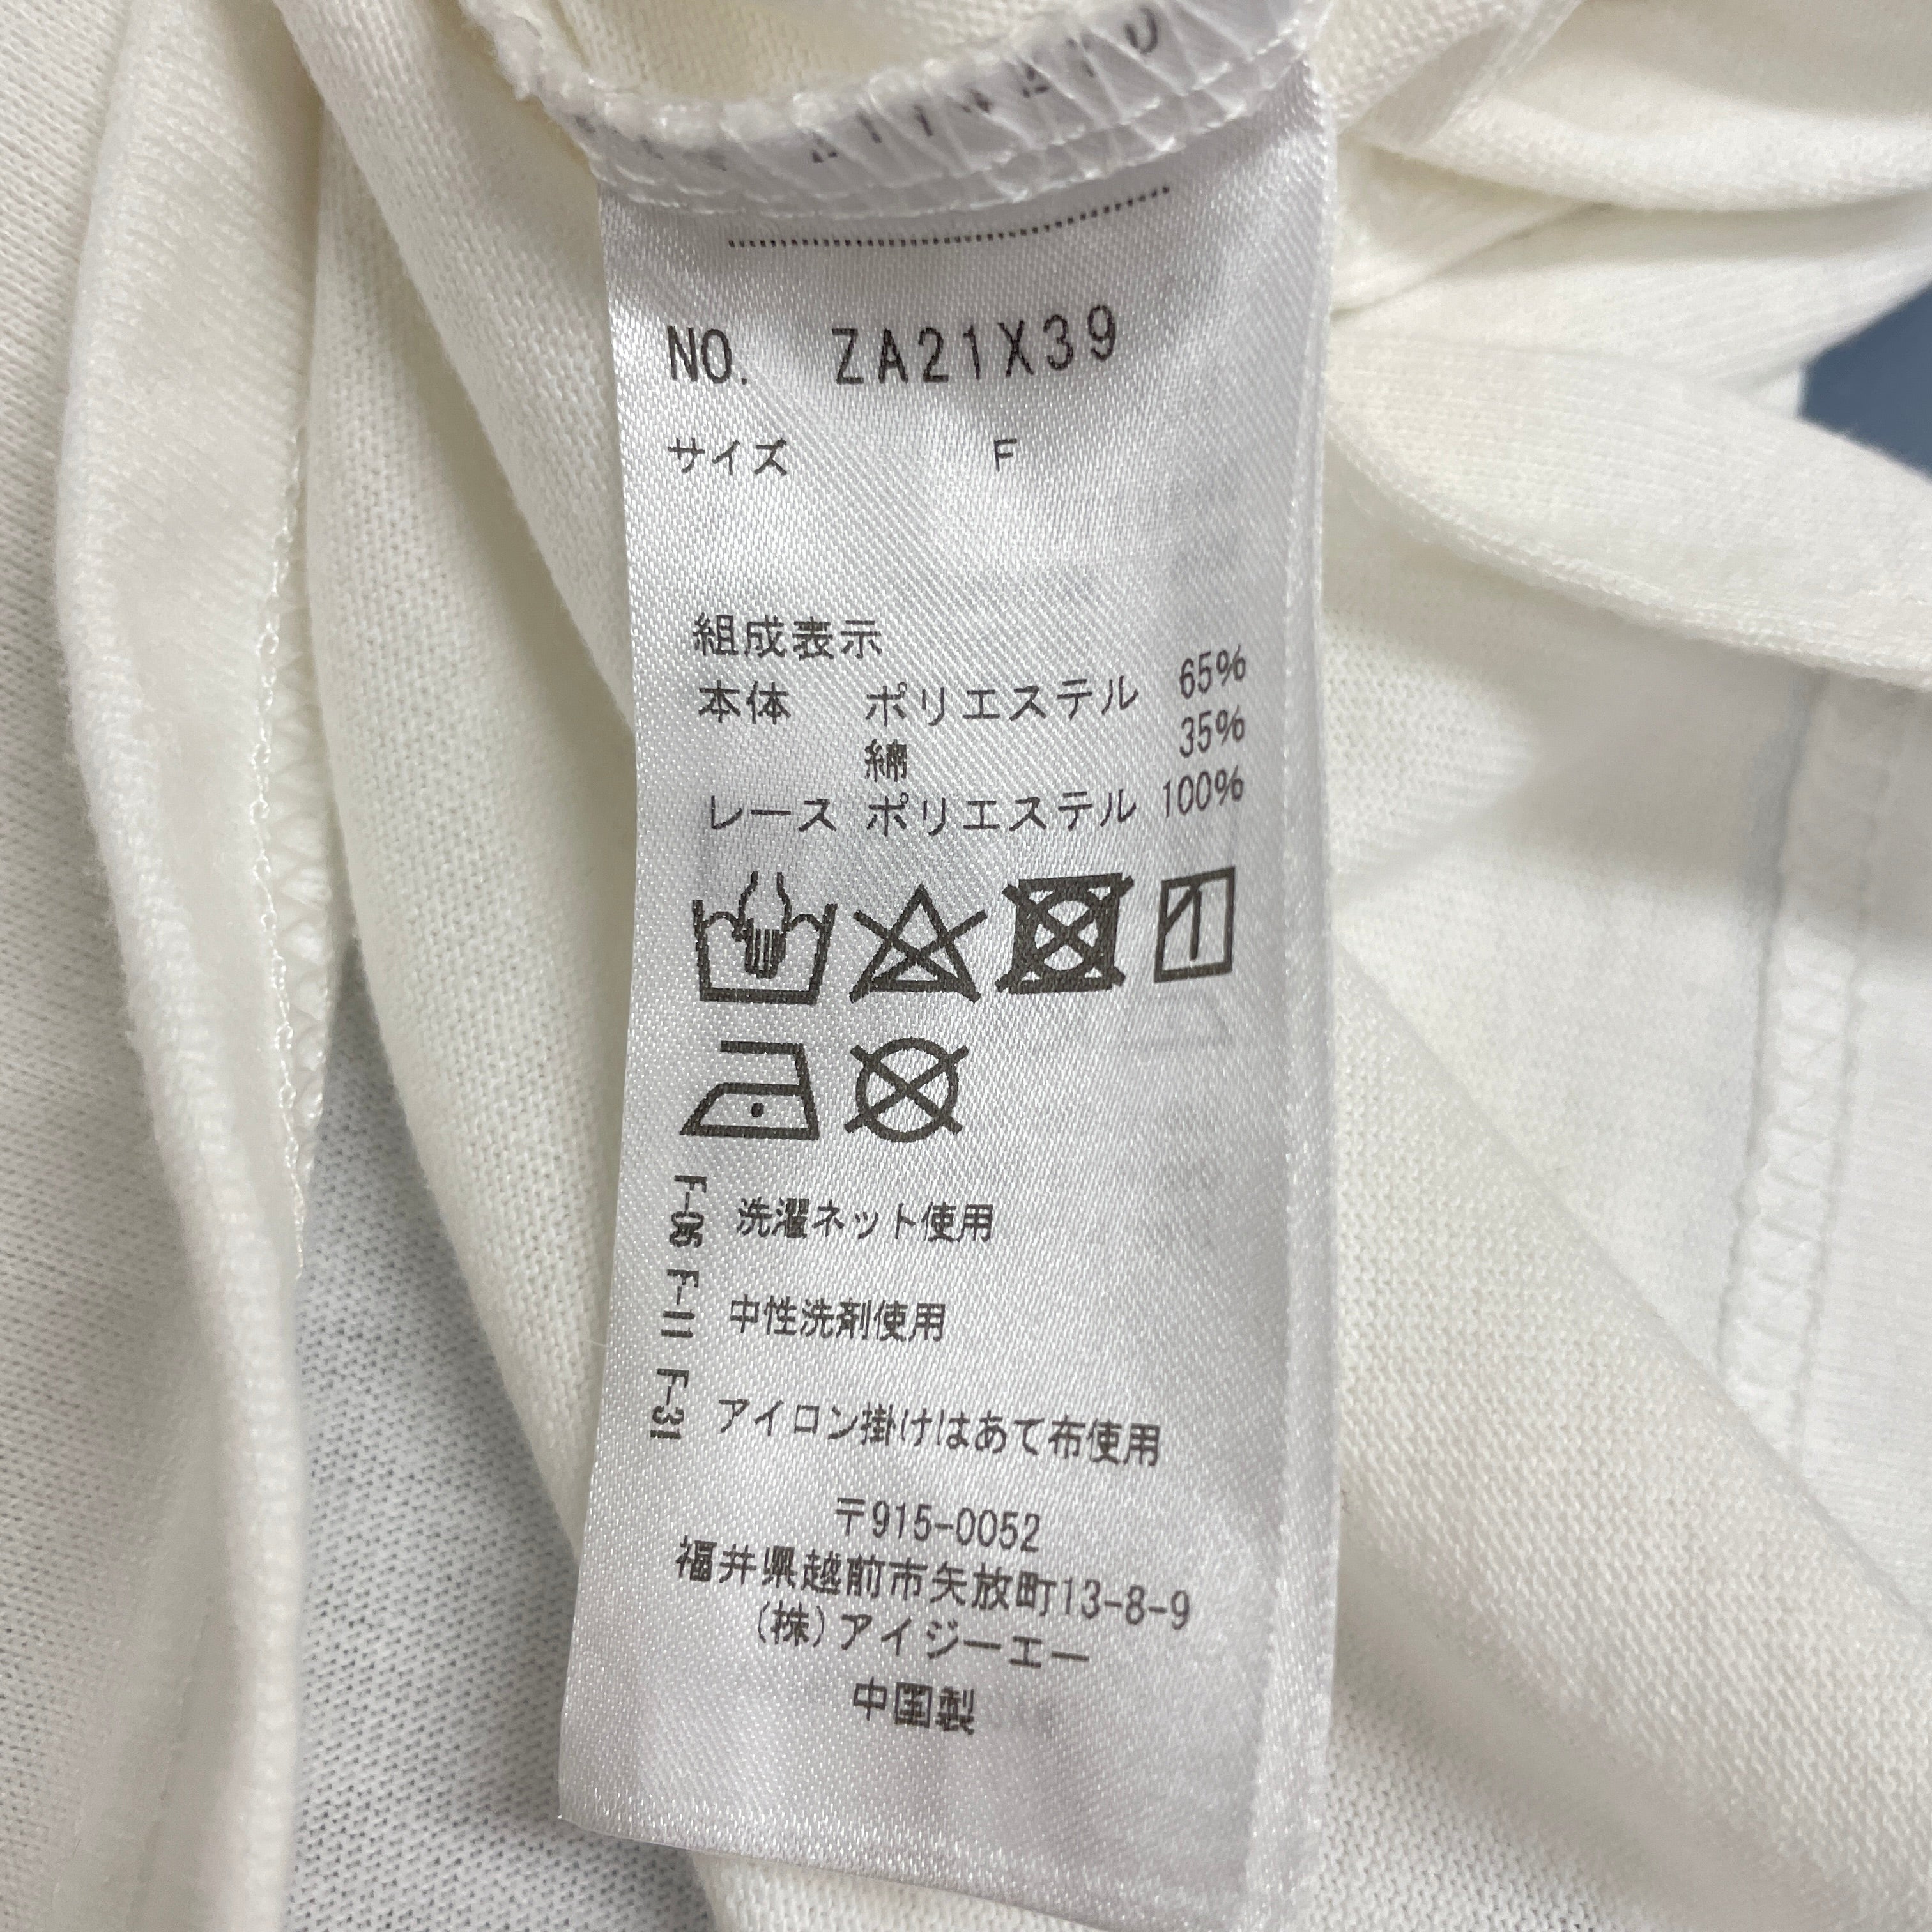 NO. ZA21X39
サイズ F
組成表示
本体 ポリエステル 65%
綿 35%
レース ポリエステル 100%
F-06 洗濯ネット使用
F-11 中性洗剤使用
F-31 アイロン掛けはあて布使用
〒915-0052
福井県越前市矢放町13-8-9
(株)アイジーエー
中国製